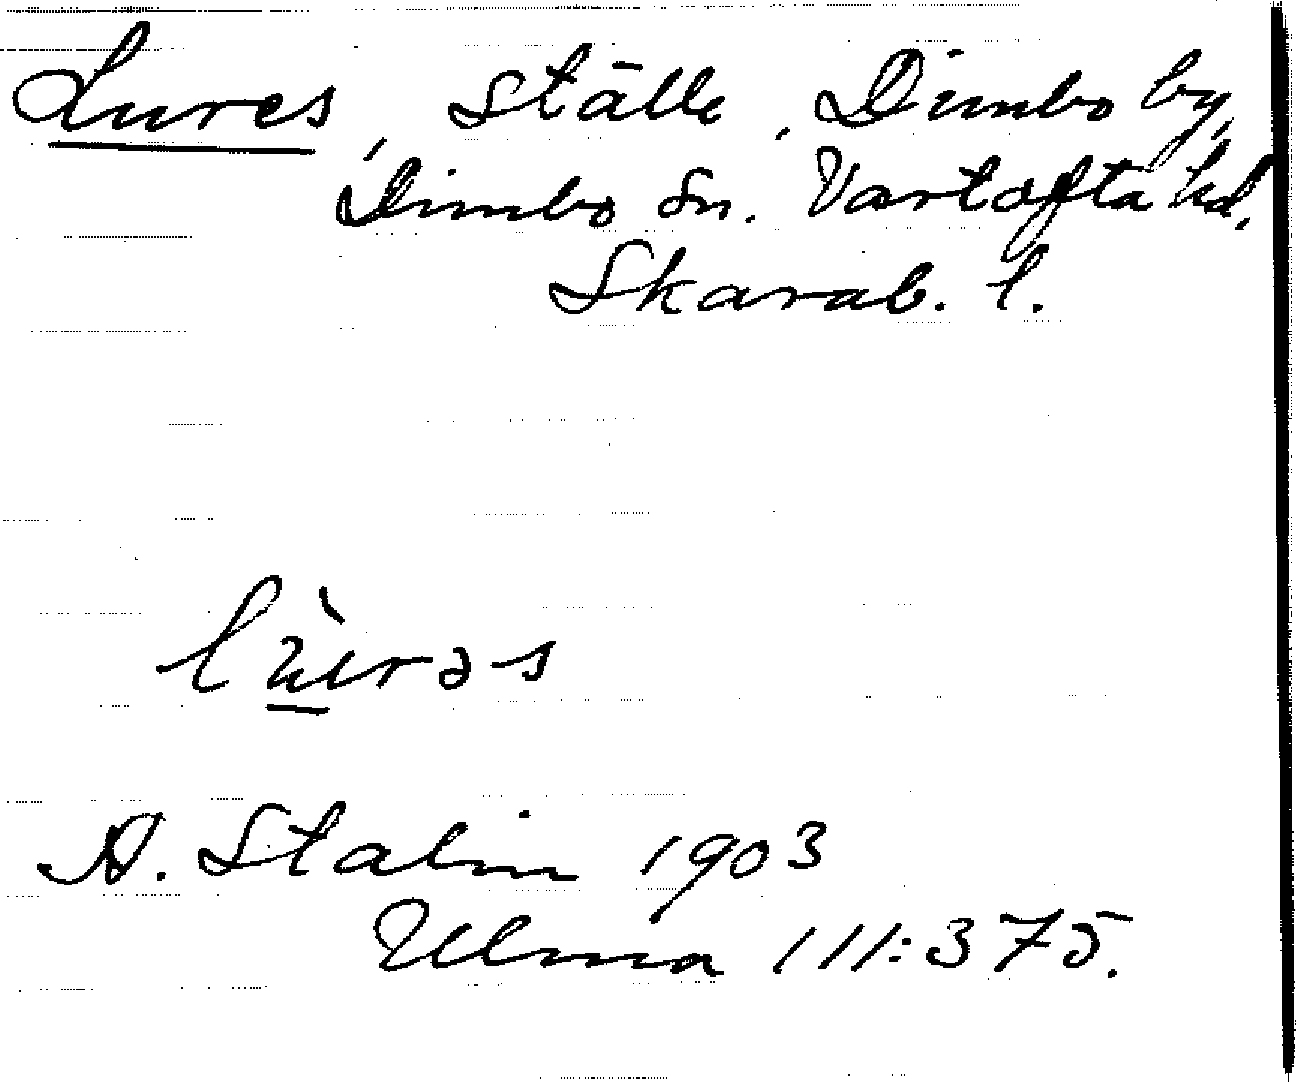 Lures, ställe, Dimbo by,
Dimbo sn. Vartofta hd.
Skarab. l.
lùrəs
A. Stalin 1903
Ulma 111:375.